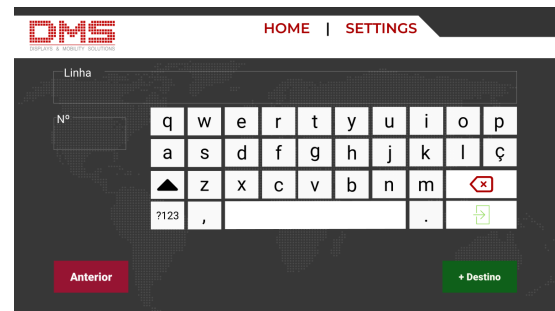 DMS
DISPLAYS & MOBILITY SOLUTIONS
HOME | SETTINGS
Linha
Nº
q w e r t y u i o p
a s d f g h j k l ç
z x c v b n m
?123 , .
Anterior
+ Destino